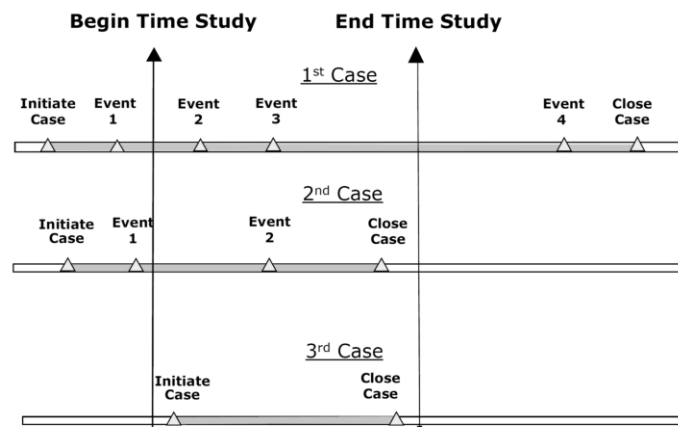 Begin Time Study End Time Study
1st Case
Initiate Case
Event 1
Event 2
Event 3
Event 4
Close Case
2nd Case
Initiate Case
Event 1
Event 2
Close Case
3rd Case
Initiate Case
Close Case